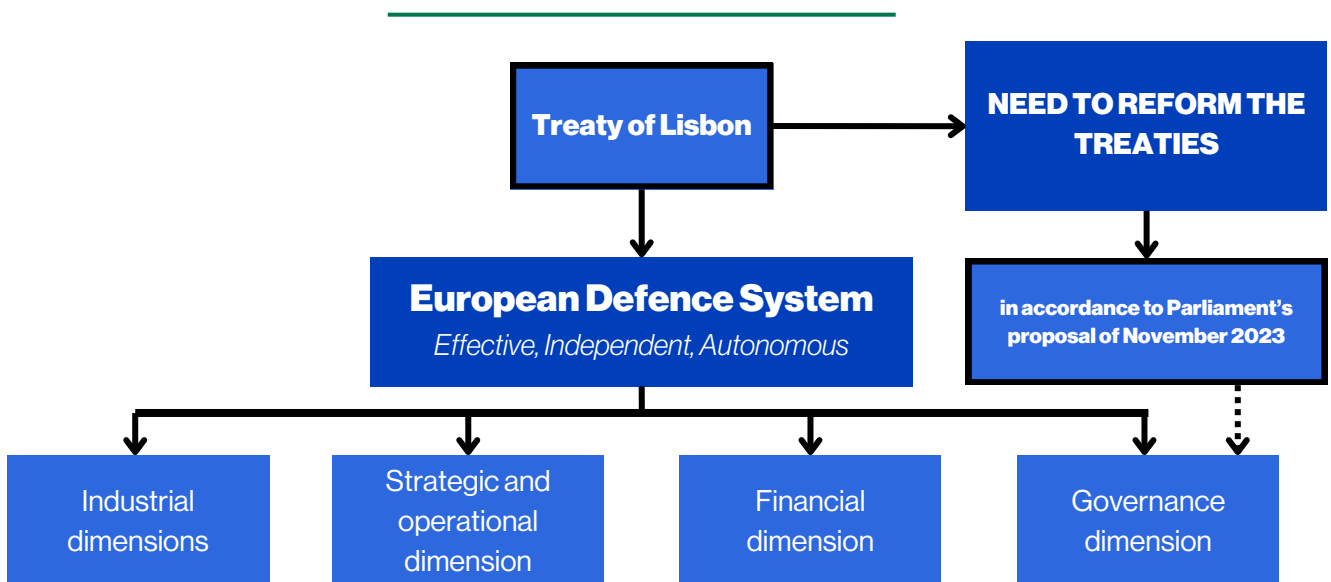 Treaty of Lisbon
NEED TO REFORM THE
TREATIES
European Defence System
Effective, Independent, Autonomous
in accordance to Parliament's
proposal of November 2023
Industrial
dimensions
Strategic and
operational
dimension
Financial
dimension
Governance
dimension